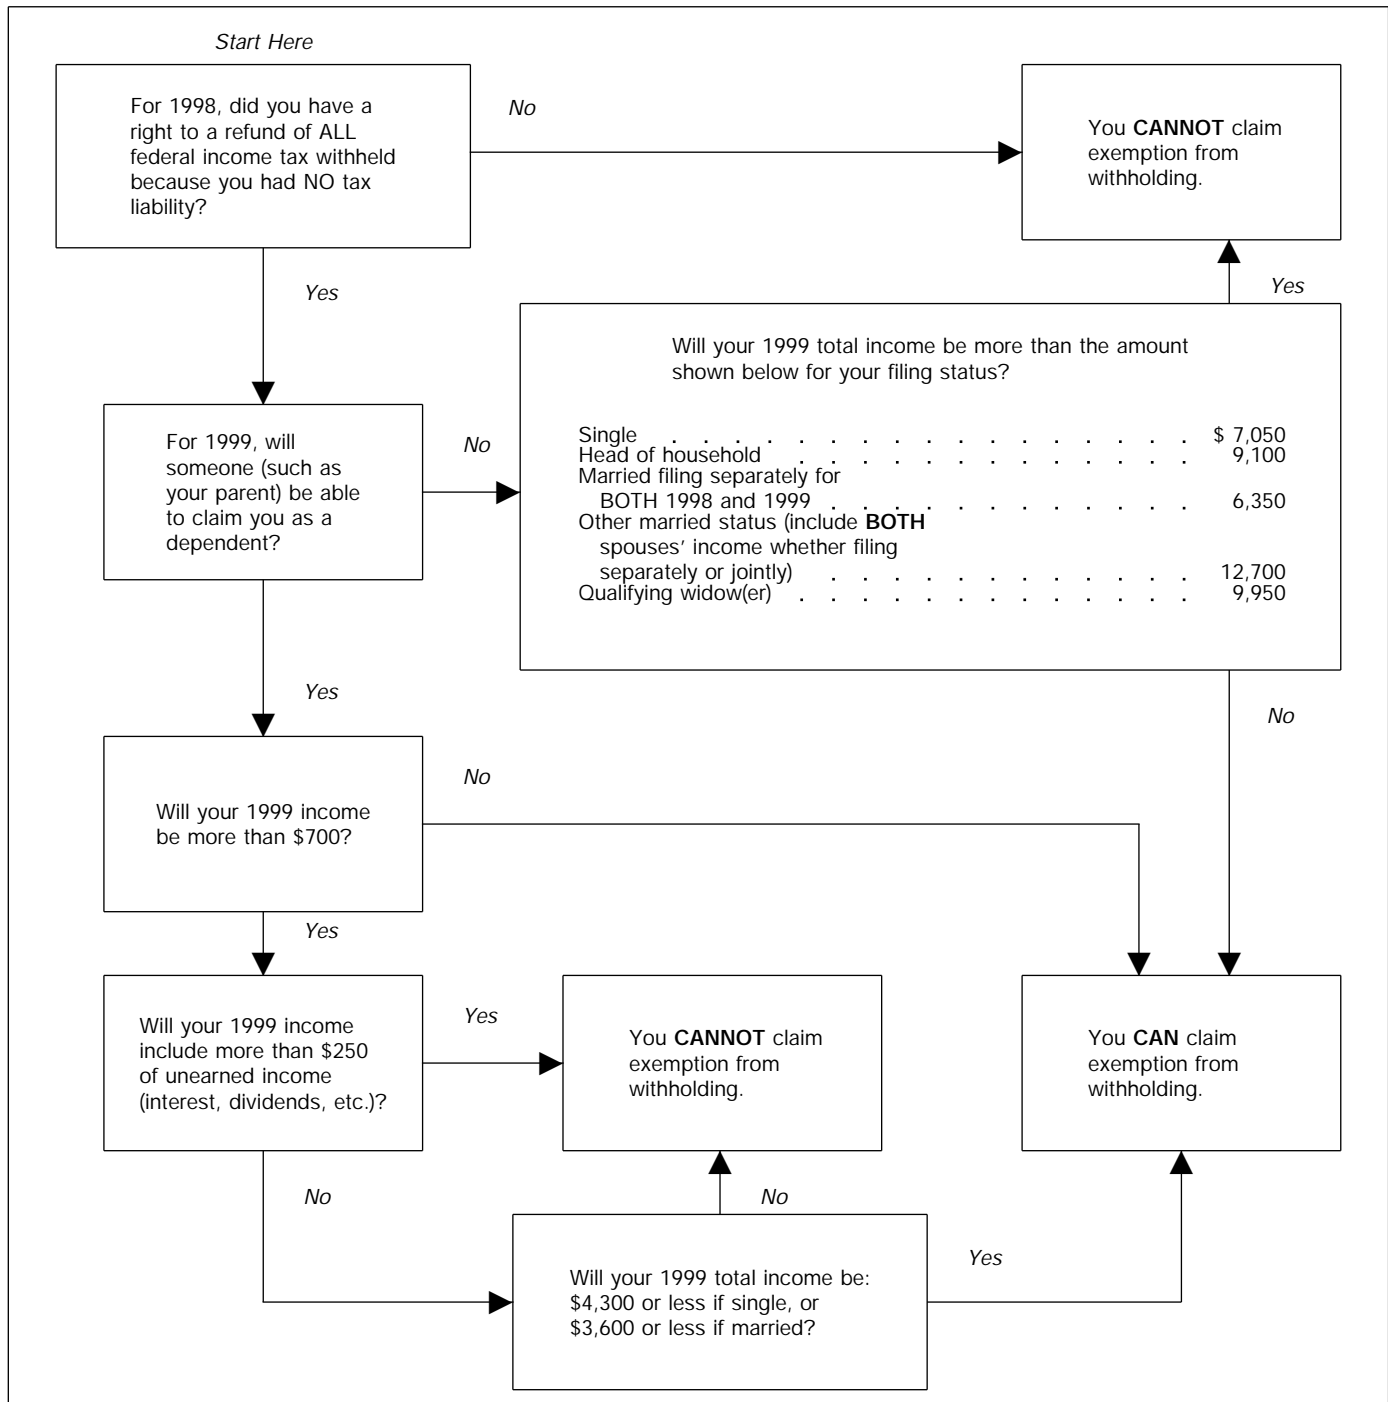 Start Here
For 1998, did you have a
right to a refund of ALL
federal income tax withheld
because you had NO tax
liability?
No
You CANNOT claim
exemption from
withholding.
Yes
Yes
Will your 1999 total income be more than the amount
shown below for your filing status?
Single . . . . . . . . . . . . . . . . . $ 7,050
Head of household . . . . . . . . . . . . . 9,100
Married filing separately for
BOTH 1998 and 1999 . . . . . . . . . . . . 6,350
Other married status (include BOTH
spouses' income whether filing
separately or jointly) . . . . . . . . . . . . 12,700
Qualifying widow(er) . . . . . . . . . . . . . 9,950
For 1999, will
someone (such as
your parent) be able
to claim you as a
dependent?
No
Yes
No
Will your 1999 income
be more than $700?
No
Yes
Will your 1999 income
include more than $250
of unearned income
(interest, dividends, etc.)?
Yes
You CANNOT claim
exemption from
withholding.
You CAN claim
exemption from
withholding.
No
No
Will your 1999 total income be:
$4,300 or less if single, or
$3,600 or less if married?
Yes